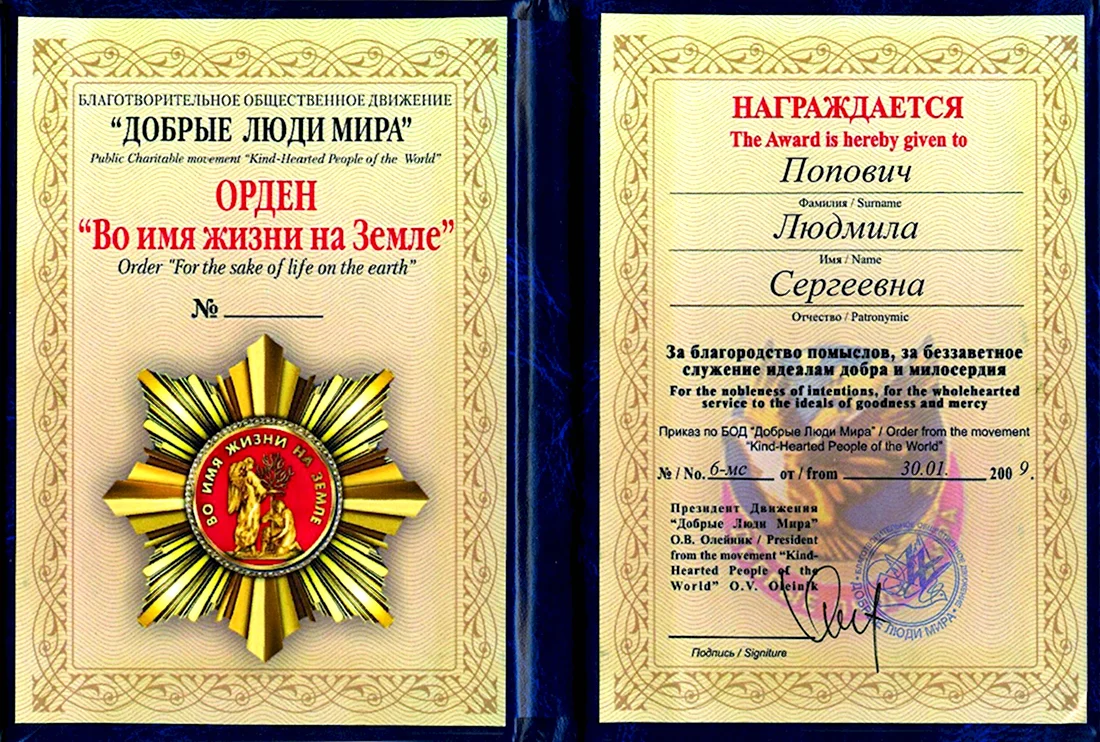 БЛАГОТВОРИТЕЛЬНОЕ ОБЩЕСТВЕННОЕ ДВИЖЕНИЕ
“ДОБРЫЕ ЛЮДИ МИРА”
Public Charitable movement “Kind-Hearted People of the World”
ОРДЕН
“Во имя жизни на Земле”
Order "For the sake of life on the earth”
№ ________
ВО ИМЯ ЖИЗНИ НА ЗЕМЛЕ
НАГРАЖДАЕТСЯ
The Award is hereby given to
Попович
Фамилия / Surname
Людмила
Имя / Name
Сергеевна
Отчество / Patronymic
За благородство помыслов, за беззаветное
служение идеалам добра и милосердия
For the nobleness of intentions, for the wholehearted
service to the ideals of goodness and mercy
Приказ по БОД “Добрые Люди Мира” / Order from the movement
“Kind-Hearted People of the World”
№ / No. 6-мс от / from 30.01. 2009.
Президент Движения
“Добрые Люди Мира”
О.В. Олейник / President
from the movement “Kind-
Hearted People of the
World” O.V. Oleinik
Подпись / Signiture
ДОБРЫЕ ЛЮДИ МИРА